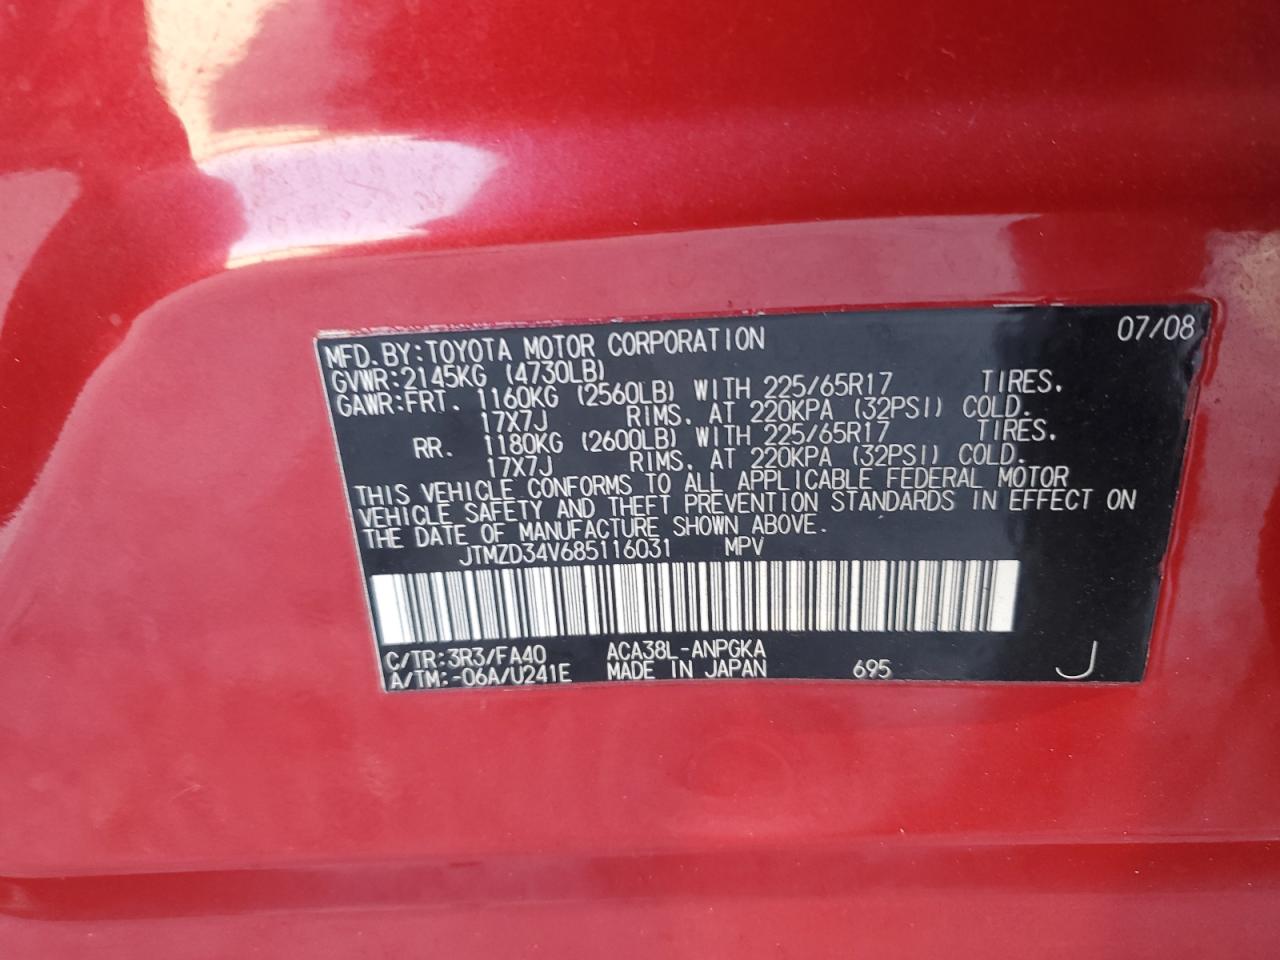 07/08
MFD.BY:TOYOTA MOTOR CORPORATION
GVWR:2145KG (4730LB)
GAWR:FRT. 1160KG (2560LB) WITH 225/65R17 TIRES.
17X7J RIMS. AT 220KPA (32PSI) COLD.
RR. 1180KG (2600LB) WITH 225/65R17 TIRES.
17X7J RIMS. AT 220KPA (32PSI) COLD.
THIS VEHICLE CONFORMS TO ALL APPLICABLE FEDERAL MOTOR
VEHICLE SAFETY AND THEFT PREVENTION STANDARDS IN EFFECT ON
THE DATE OF MANUFACTURE SHOWN ABOVE.
JTMZD34V685116031 MPV
C/TR:3R3/FA40 ACA38L-ANPGKA
A/TM:-06A/U241E MADE IN JAPAN 695 J